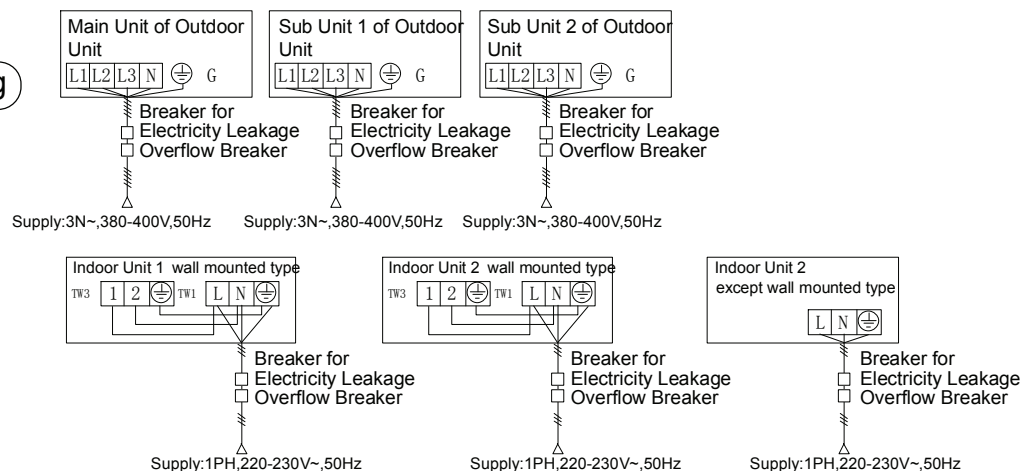 g
Main Unit of Outdoor
Unit
L1 L2 L3 N G
Breaker for
Electricity Leakage
Overflow Breaker
Supply:3N~,380-400V,50Hz
Sub Unit 1 of Outdoor
Unit
L1 L2 L3 N G
Breaker for
Electricity Leakage
Overflow Breaker
Supply:3N~,380-400V,50Hz
Sub Unit 2 of Outdoor
Unit
L1 L2 L3 N G
Breaker for
Electricity Leakage
Overflow Breaker
Supply:3N~,380-400V,50Hz
Indoor Unit 1 wall mounted type
TW3 1 2 TW1 L N
Breaker for
Electricity Leakage
Overflow Breaker
Supply:1PH,220-230V~,50Hz
Indoor Unit 2 wall mounted type
TW3 1 2 TW1 L N
Breaker for
Electricity Leakage
Overflow Breaker
Supply:1PH,220-230V~,50Hz
Indoor Unit 2
except wall mounted type
L N
Breaker for
Electricity Leakage
Overflow Breaker
Supply:1PH,220-230V~,50Hz